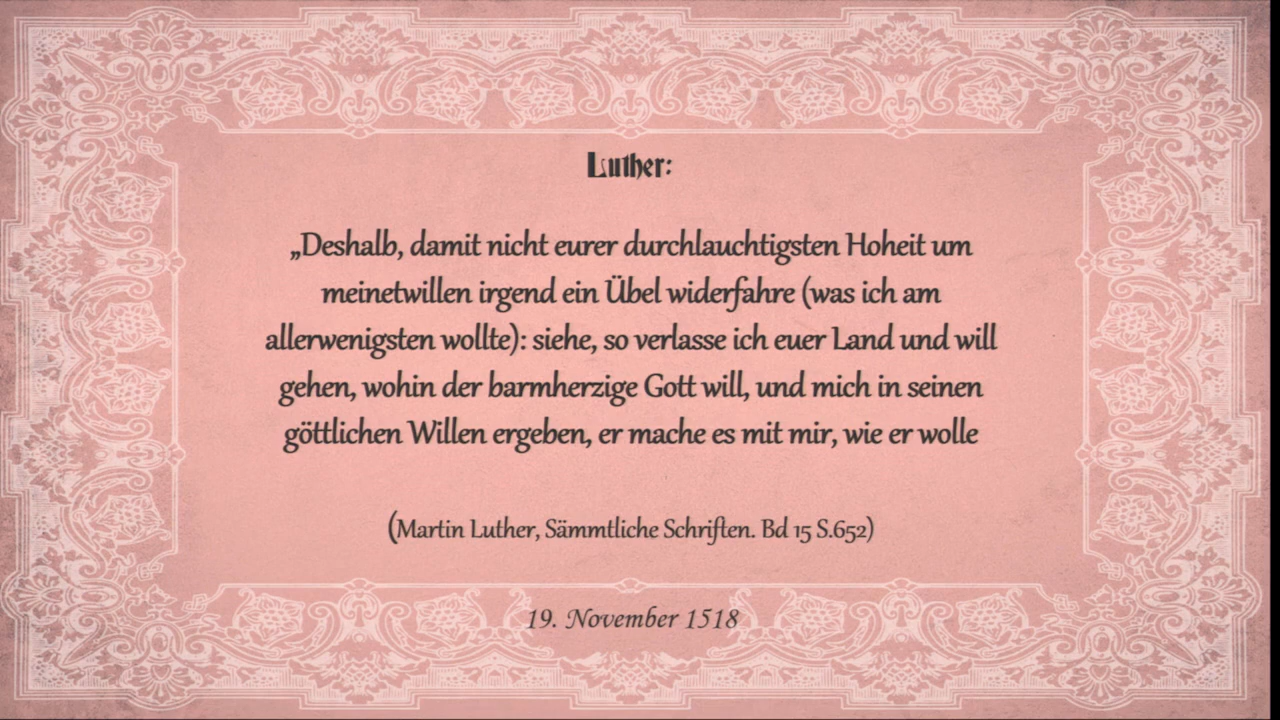 Luther:
„Deshalb, damit nicht eurer durchlauchtigsten Hoheit um
meinetwillen irgend ein Übel widerfahre (was ich am
allerwenigsten wollte): siehe, so verlasse ich euer Land und will
gehen, wohin der barmherzige Gott will, und mich in seinen
göttlichen Willen ergeben, er mache es mit mir, wie er wolle
(Martin Luther, Sämmtliche Schriften. Bd 15 S.652)
19. November 1518